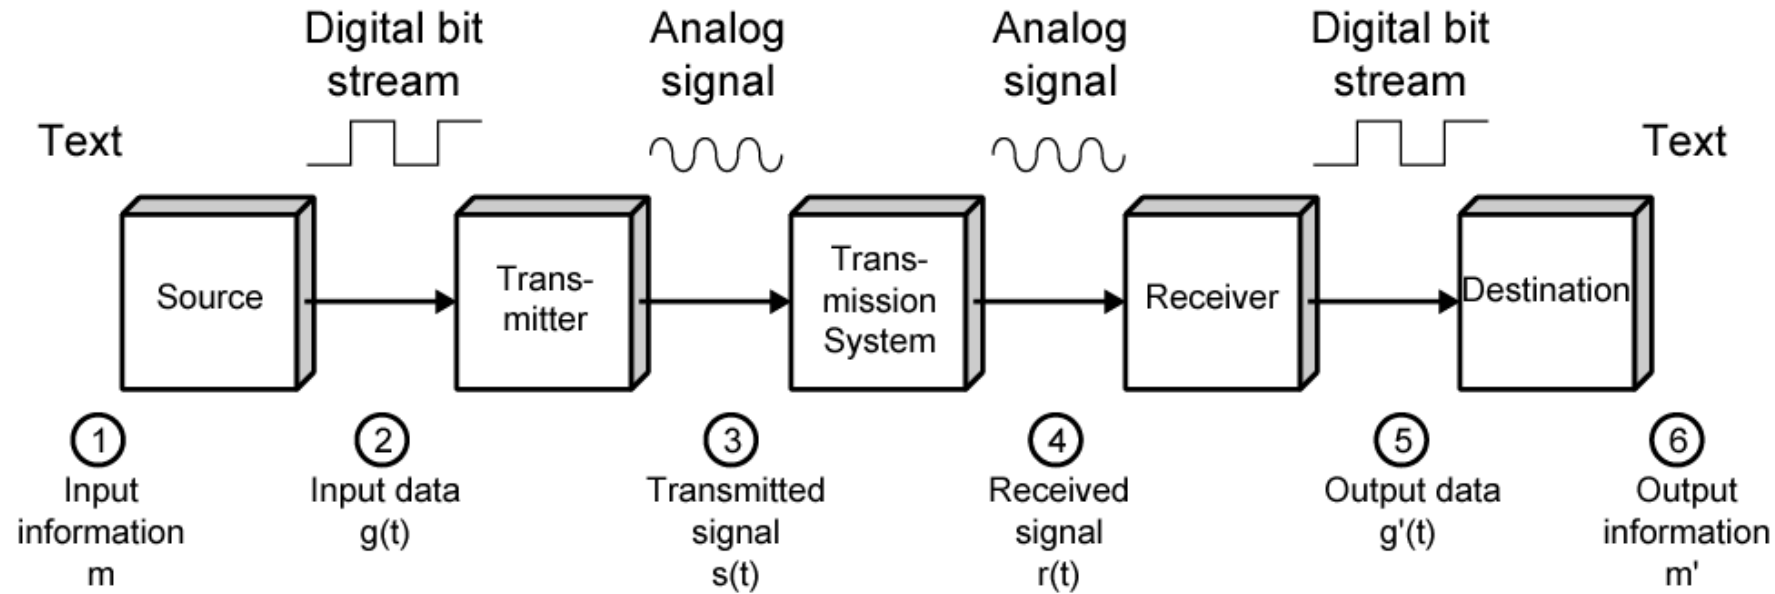 Digital bit
stream
Analog
signal
Analog
signal
Digital bit
stream
Text
Text
Source
Trans-
mitter
Trans-
mission
System
Receiver
Destination
1
Input
information
m
2
Input data
g(t)
3
Transmitted
signal
s(t)
4
Received
signal
r(t)
5
Output data
g'(t)
6
Output
information
m'